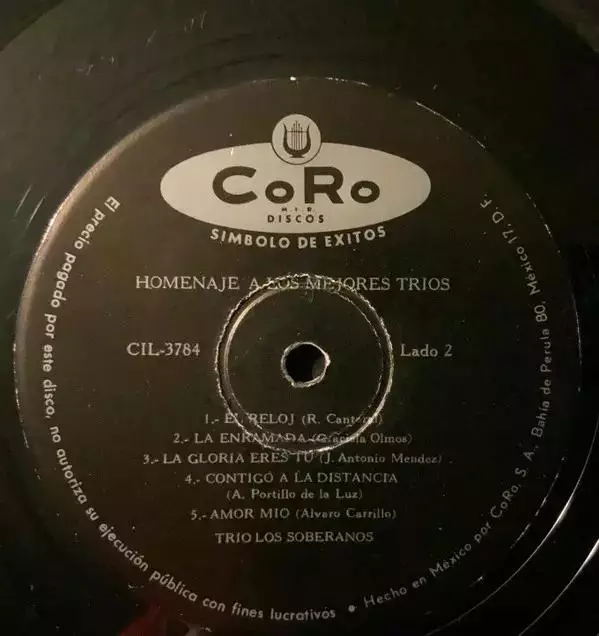 CoRo
M.I.R.
DISCOS
SIMBOLO DE EXITOS
HOMENAJE A LOS MEJORES TRIOS
CIL-3784
Lado 2
1.- EL RELOJ (R. Cantoral)
2.- LA ENRAMADA (Graciela Olmos)
3.- LA GLORIA ERES TU (J. Antonio Mendez)
4.- CONTIGO A LA DISTANCIA
(A. Portillo de la Luz)
5.- AMOR MIO (Alvaro Carrillo)
TRIO LOS SOBERANOS
El precio pagado por este disco, no autoriza su ejecución pública con fines lucrativos • Hecho en México por CoRo, S. A., Bahía de Perula 80, México 17, D. F.